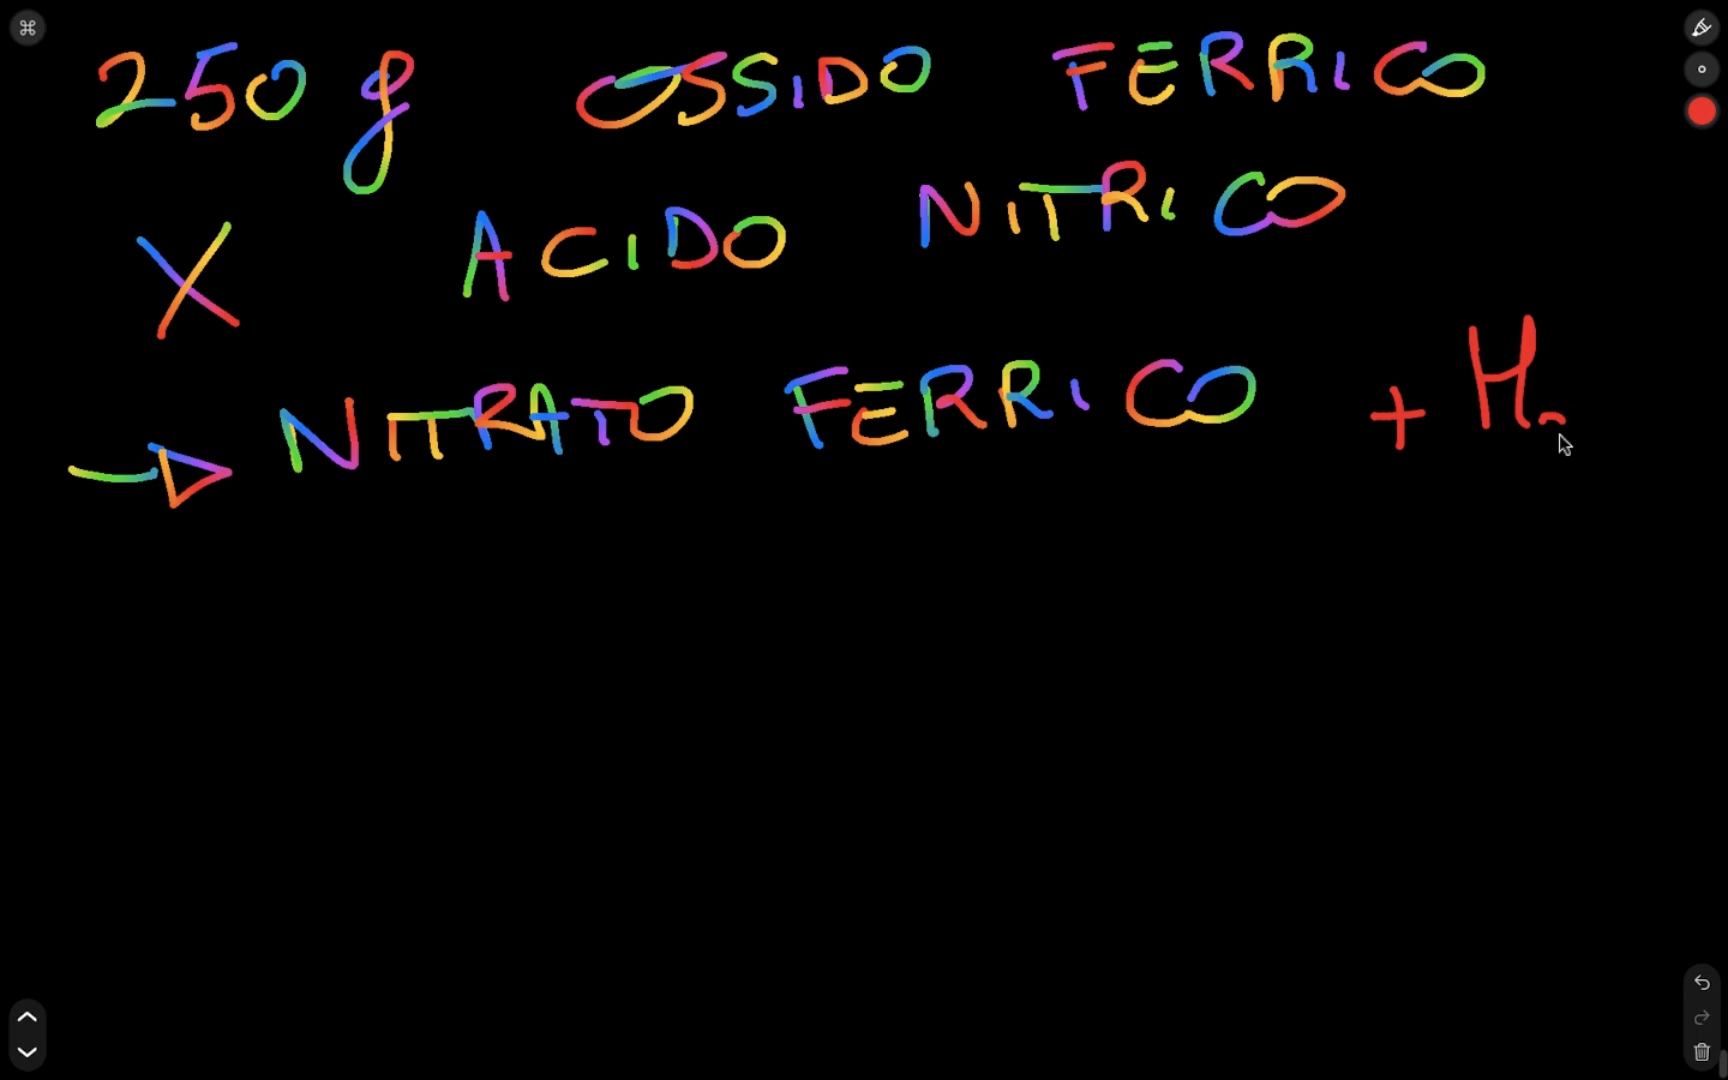 250 g OSSIDO FERRICO
X ACIDO NITRICO
→ NITRATO FERRICO + H